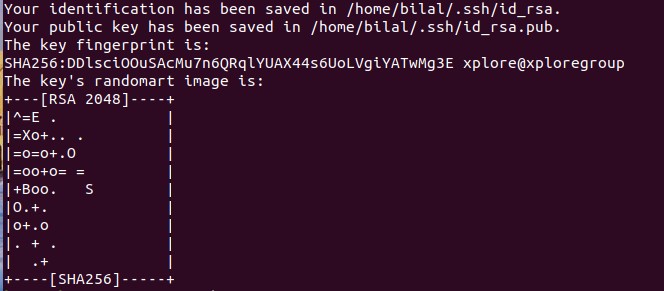 Your identification has been saved in /home/bilal/.ssh/id_rsa.
Your public key has been saved in /home/bilal/.ssh/id_rsa.pub.
The key fingerprint is:
SHA256:DDlsciOOuSAcMu7n6QRqlYUAX44s6UoLVgiYATwMg3E xplore@xploregroup
The key's randomart image is:
+---[RSA 2048]----+
|^=E .            |
|=Xo+.. .         |
|=o=o+.O          |
|=oo+o= =         |
|+Boo.   S        |
|O.+.             |
|o+.o             |
|. + .            |
|  .+             |
+----[SHA256]-----+